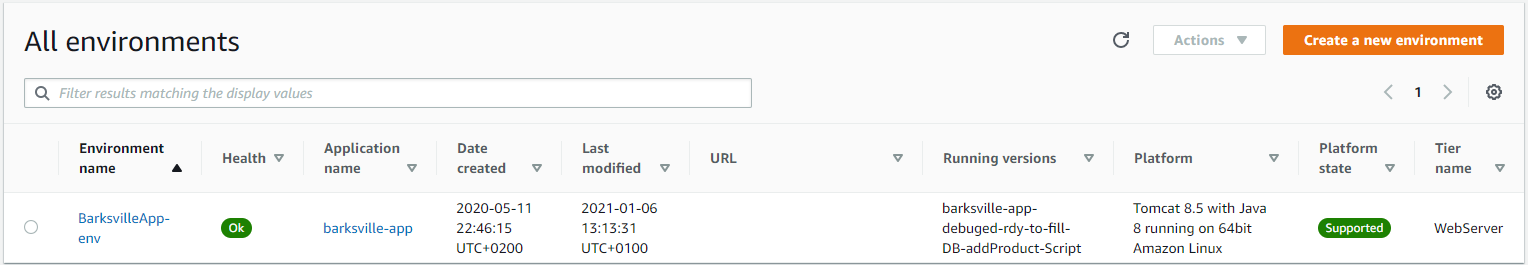 All environments
Actions
Create a new environment
Filter results matching the display values
1
Environment name
Health
Application name
Date created
Last modified
URL
Running versions
Platform
Platform state
Tier name
BarksvilleApp-
env
Ok
barksville-app
2020-05-11
22:46:15
UTC+0200
2021-01-06
13:13:31
UTC+0100
barksville-app-
debuged-rdy-to-fill-
DB-addProduct-Script
Tomcat 8.5 with Java
8 running on 64bit
Amazon Linux
Supported
WebServer